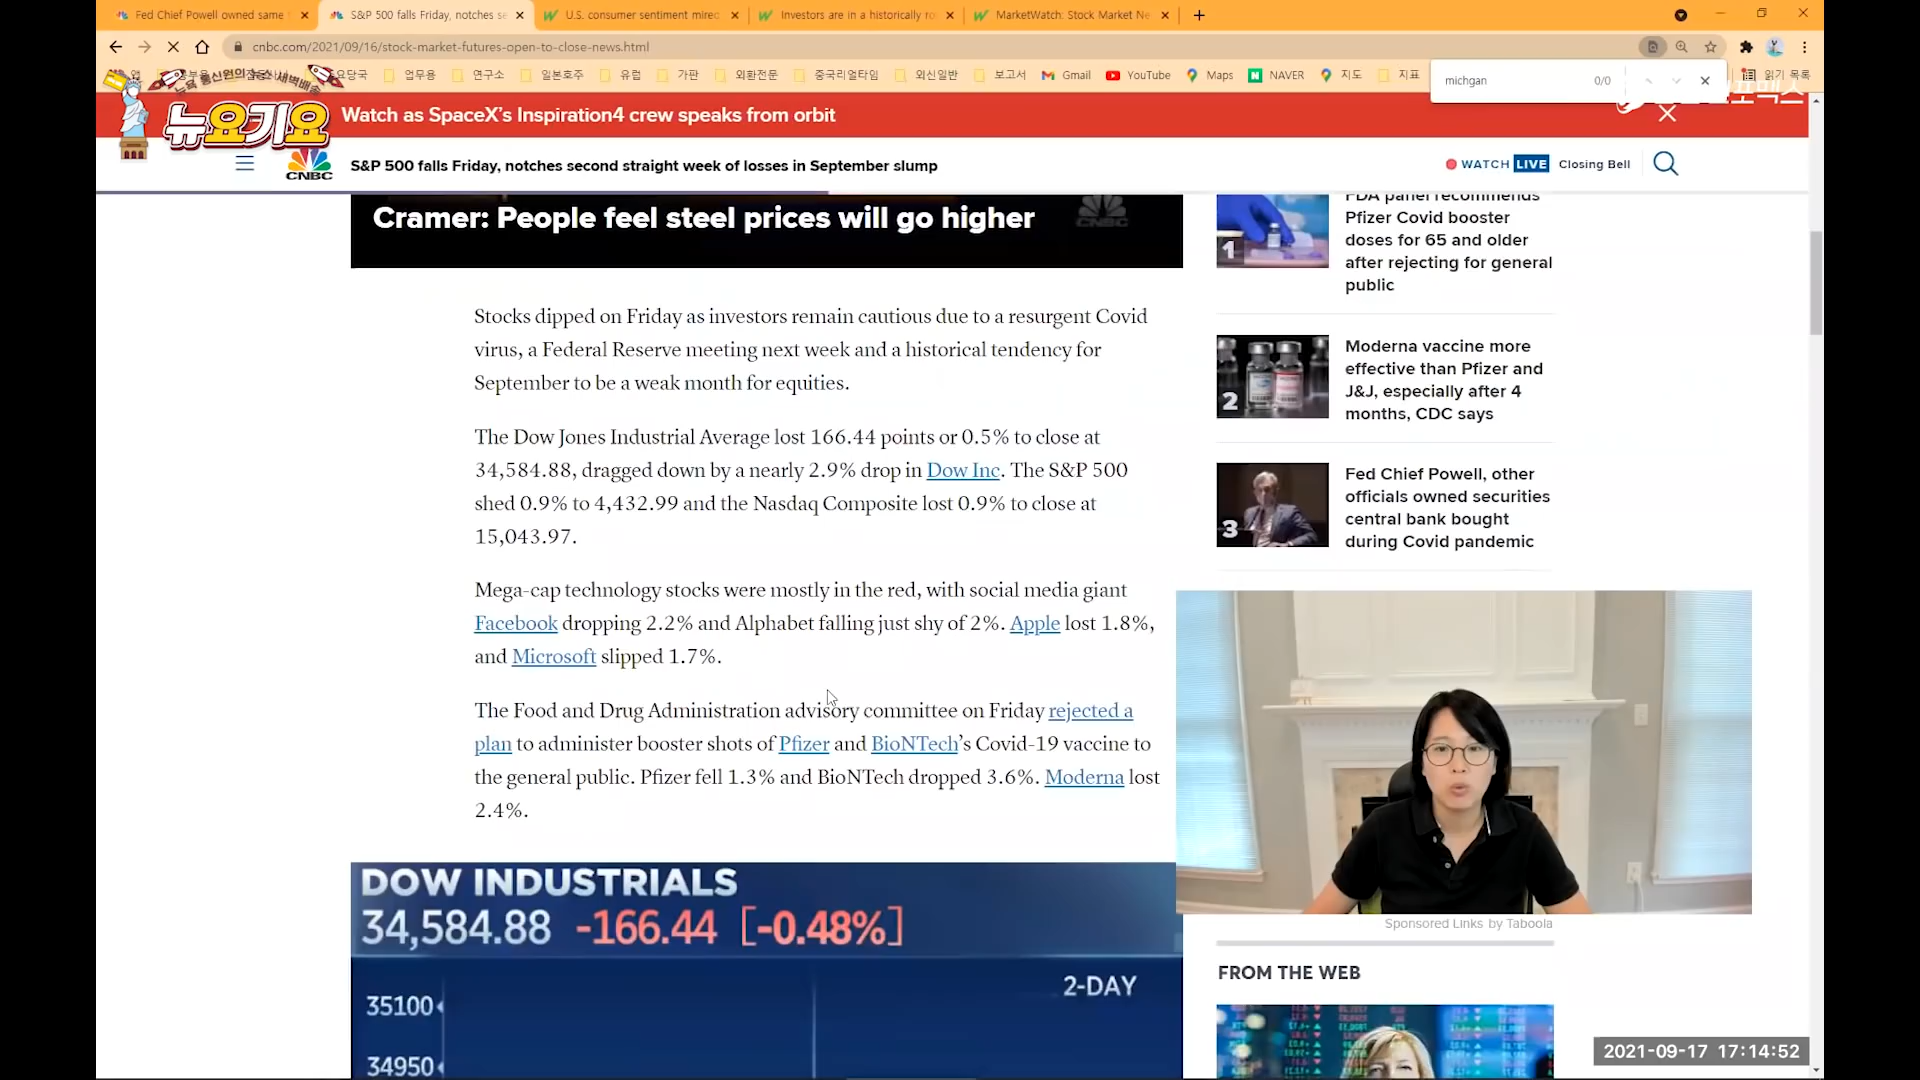 Fed Chief Powell owned same
S&P 500 falls Friday, notches se
U.S. consumer sentiment mired
Investors are in a historically ro
MarketWatch: Stock Market Ne
cnbc.com/2021/09/16/stock-market-futures-open-to-close-news.html
업무용
연구소
일본호주
유럽
가판
외환전문
중국리얼타임
외신일반
보고서
Gmail
YouTube
Maps
NAVER
지도
지표
읽기 목록
michgan
0/0
뉴욕 통신원의 뉴스 새벽배송
뉴요기요
Watch as SpaceX's Inspiration4 crew speaks from orbit
CNBC
S&P 500 falls Friday, notches second straight week of losses in September slump
WATCH LIVE Closing Bell
Cramer: People feel steel prices will go higher
CNBC
Stocks dipped on Friday as investors remain cautious due to a resurgent Covid
virus, a Federal Reserve meeting next week and a historical tendency for
September to be a weak month for equities.
The Dow Jones Industrial Average lost 166.44 points or 0.5% to close at
34,584.88, dragged down by a nearly 2.9% drop in Dow Inc. The S&P 500
shed 0.9% to 4,432.99 and the Nasdaq Composite lost 0.9% to close at
15,043.97.
Mega-cap technology stocks were mostly in the red, with social media giant
Facebook dropping 2.2% and Alphabet falling just shy of 2%. Apple lost 1.8%,
and Microsoft slipped 1.7%.
The Food and Drug Administration advisory committee on Friday rejected a
plan to administer booster shots of Pfizer and BioNTech's Covid-19 vaccine to
the general public. Pfizer fell 1.3% and BioNTech dropped 3.6%. Moderna lost
2.4%.
DOW INDUSTRIALS
34,584.88 -166.44 [-0.48%]
2-DAY
35100
34950
1
FDA panel recommends
Pfizer Covid booster
doses for 65 and older
after rejecting for general
public
2
Moderna vaccine more
effective than Pfizer and
J&J, especially after 4
months, CDC says
3
Fed Chief Powell, other
officials owned securities
central bank bought
during Covid pandemic
Sponsored Links by Taboola
FROM THE WEB
2021-09-17 17:14:52